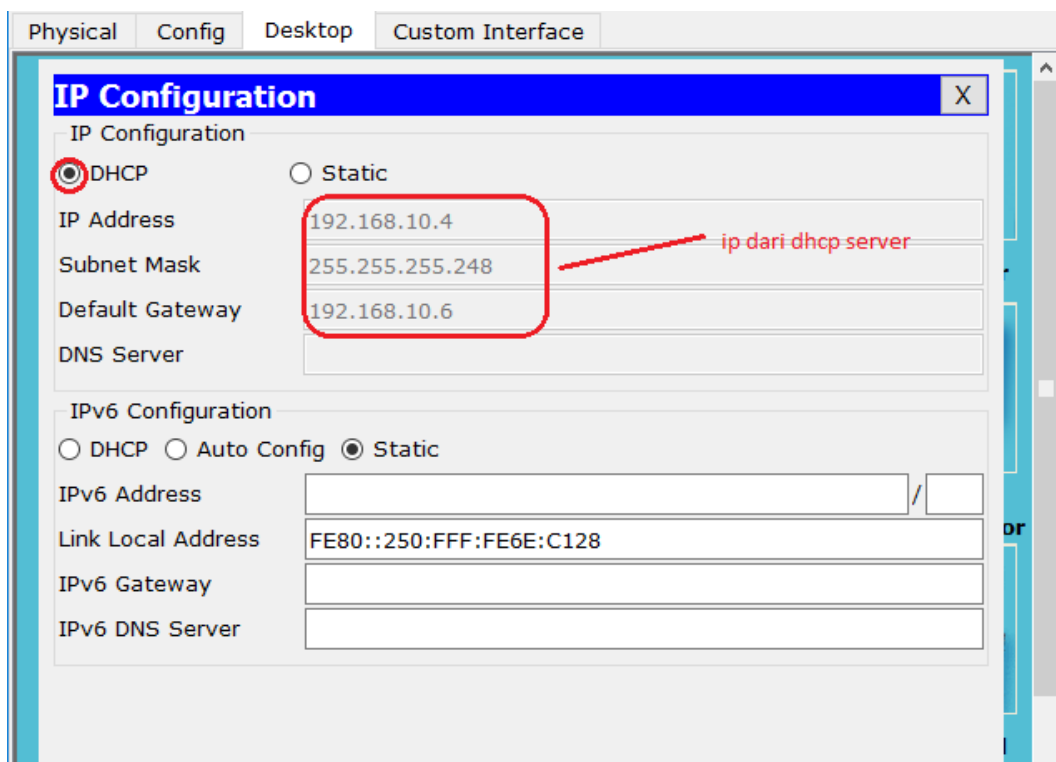 Physical Config Desktop Custom Interface
IP Configuration X
IP Configuration
DHCP Static
IP Address 192.168.10.4
ip dari dhcp server
Subnet Mask 255.255.255.248
Default Gateway 192.168.10.6
DNS Server
IPv6 Configuration
DHCP Auto Config Static
IPv6 Address /
or
Link Local Address FE80::250:FFF:FE6E:C128
IPv6 Gateway
IPv6 DNS Server